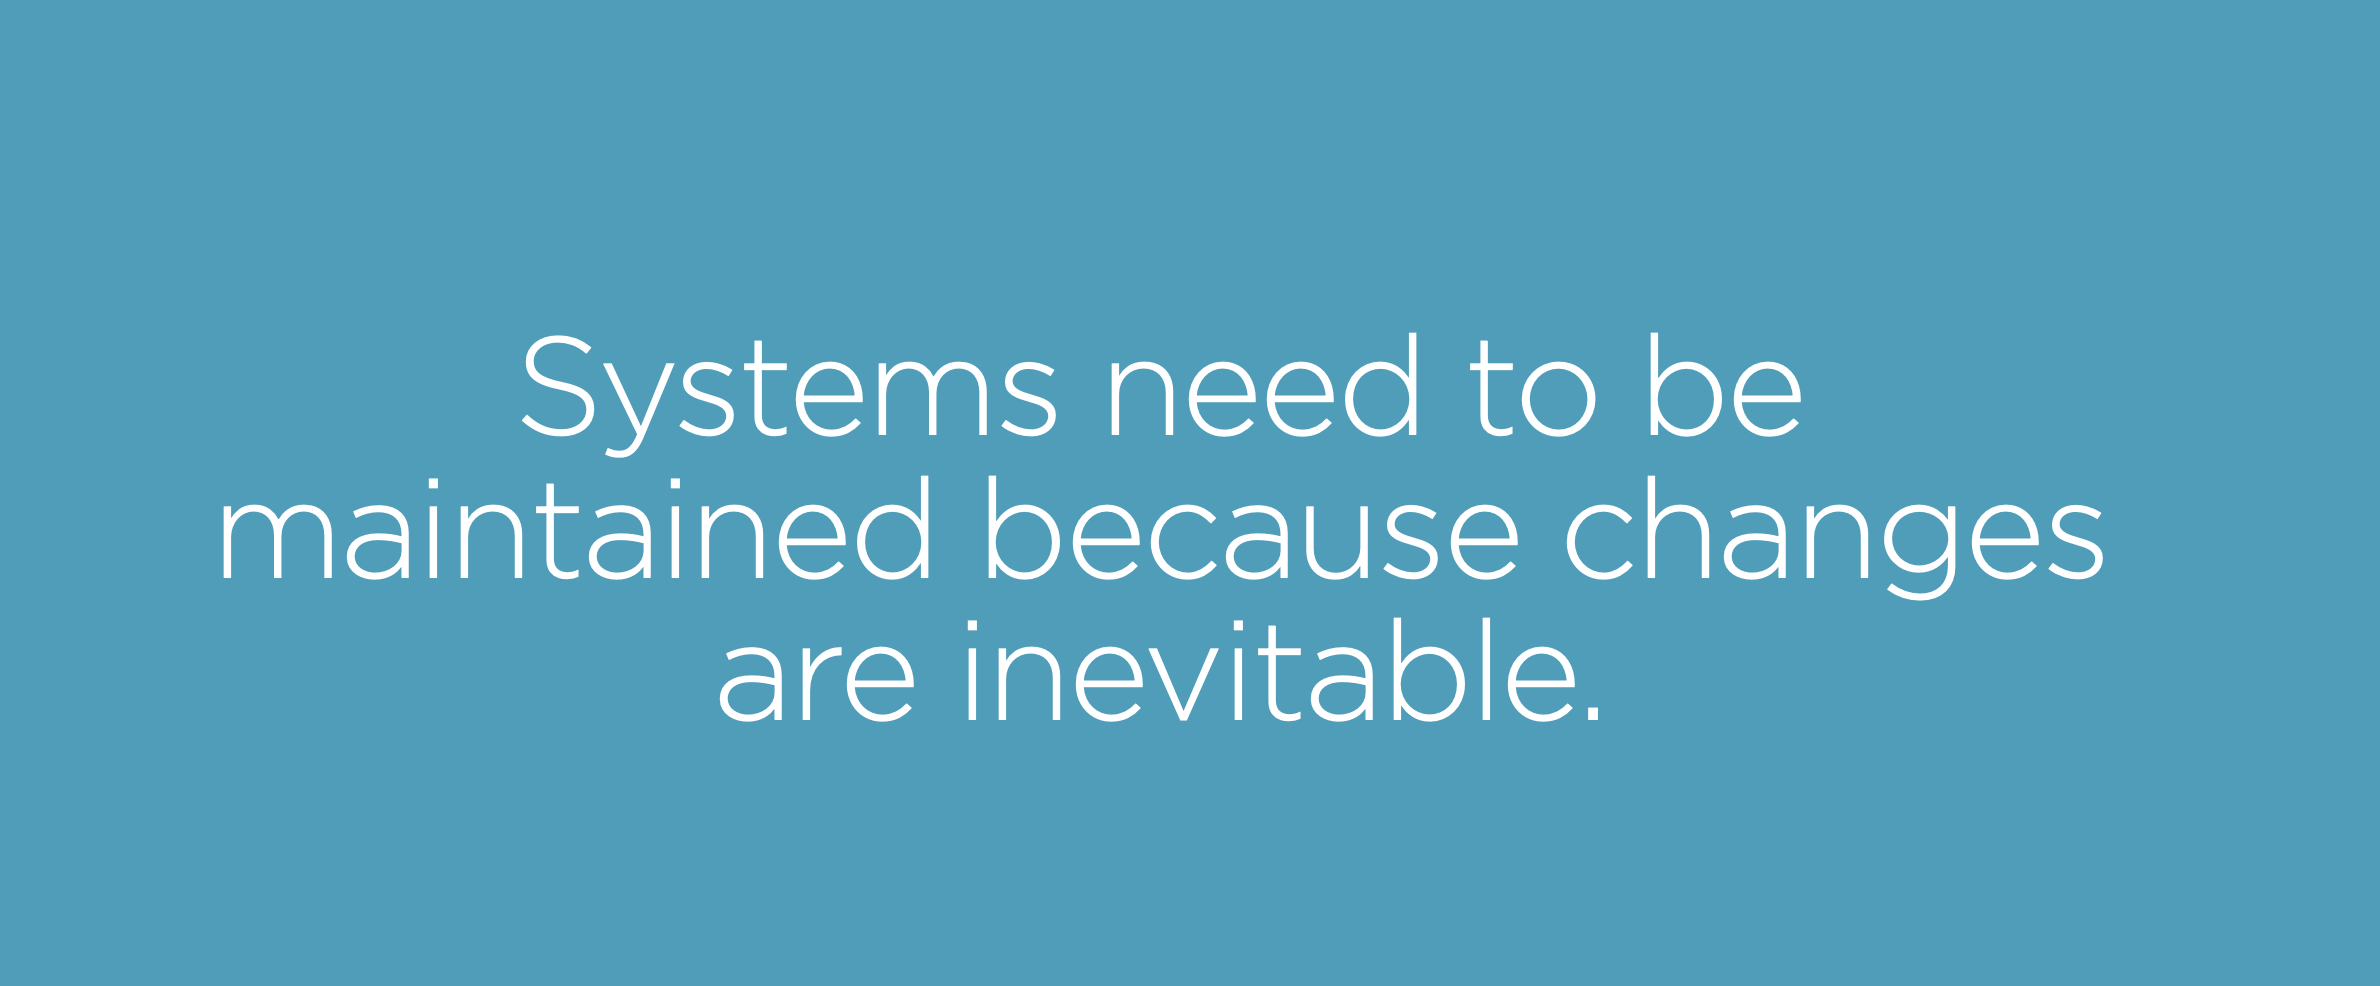 Systems need to be
maintained because changes
are inevitable.